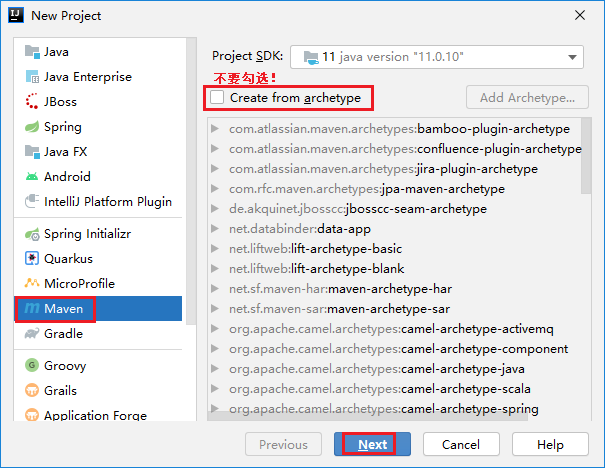 New Project
Java
Java Enterprise
JBoss
Spring
Java FX
Android
IntelliJ Platform Plugin
Spring Initializr
Quarkus
MicroProfile
Maven
Gradle
Groovy
Grails
Application Forge
Project SDK: 11 java version "11.0.10"
不要勾选！
Create from archetype Add Archetype...
com.atlassian.maven.archetypes:bamboo-plugin-archetype
com.atlassian.maven.archetypes:confluence-plugin-archetype
com.atlassian.maven.archetypes:jira-plugin-archetype
com.rfc.maven.archetypes:jpa-maven-archetype
de.akquinet.jbosscc:jbosscc-seam-archetype
net.databinder:data-app
net.liftweb:lift-archetype-basic
net.liftweb:lift-archetype-blank
net.sf.maven-har:maven-archetype-har
net.sf.maven-sar:maven-archetype-sar
org.apache.camel.archetypes:camel-archetype-activemq
org.apache.camel.archetypes:camel-archetype-component
org.apache.camel.archetypes:camel-archetype-java
org.apache.camel.archetypes:camel-archetype-scala
org.apache.camel.archetypes:camel-archetype-spring
Previous Next Cancel Help